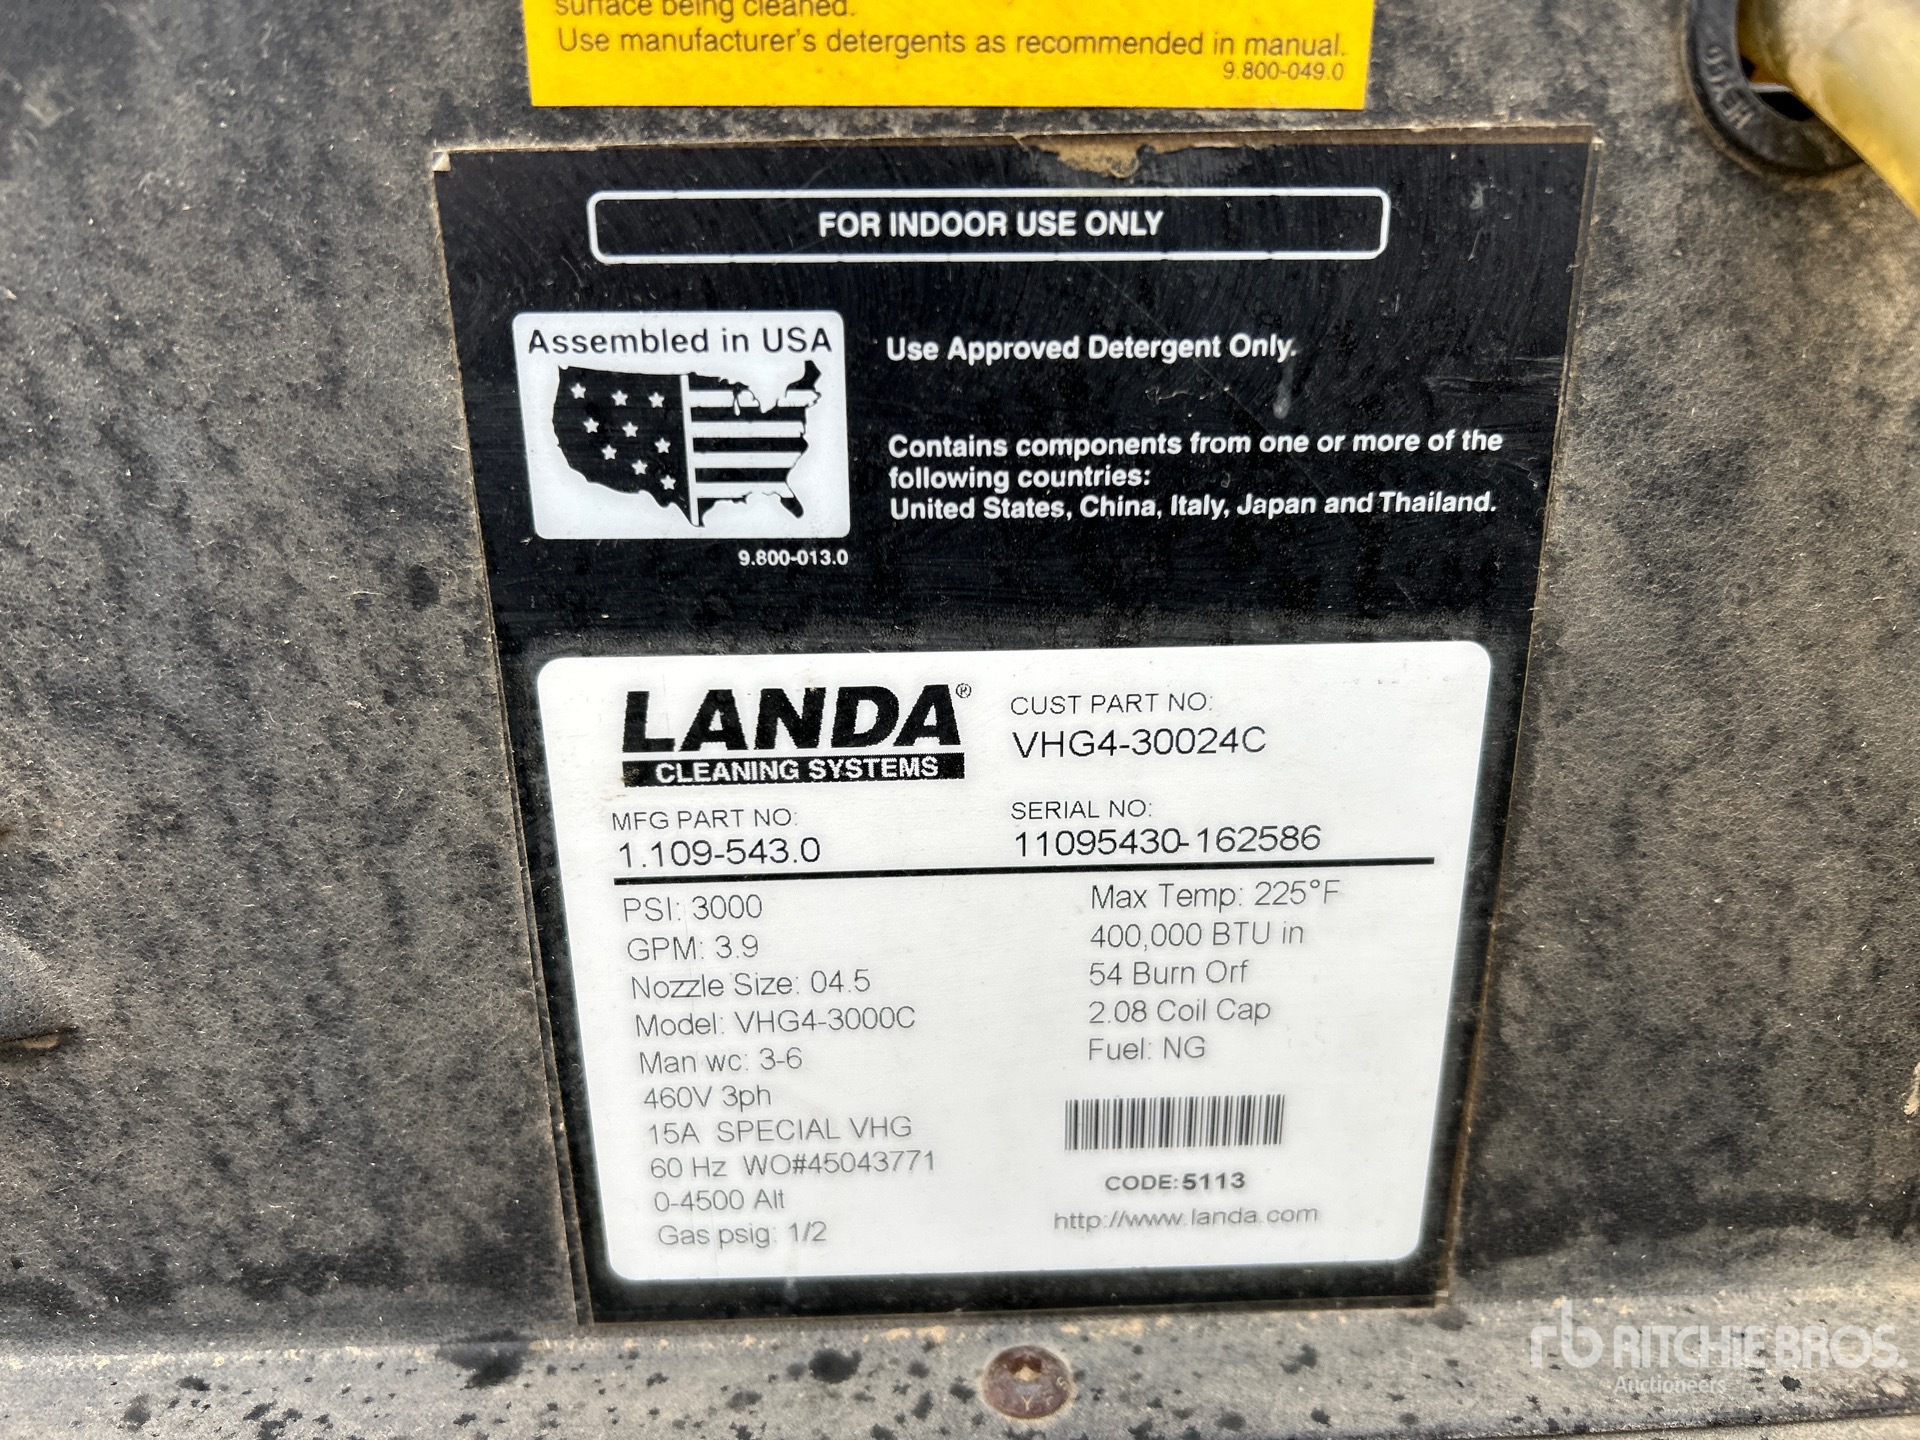 surface being cleaned.
Use manufacturer's detergents as recommended in manual.
9.800-049.0
FOR INDOOR USE ONLY
Assembled in USA
9.800-013.0
Use Approved Detergent Only.
Contains components from one or more of the
following countries:
United States, China, Italy, Japan and Thailand.
LANDA®
CLEANING SYSTEMS
CUST PART NO:
VHG4-30024C
MFG PART NO:
1.109-543.0
SERIAL NO:
11095430-162586
PSI: 3000
GPM: 3.9
Nozzle Size: 04.5
Model: VHG4-3000C
Man wc: 3-6
460V 3ph
15A SPECIAL VHG
60 Hz WO#45043771
0-4500 Alt
Gas psig: 1/2
Max Temp: 225°F
400,000 BTU in
54 Burn Orf
2.08 Coil Cap
Fuel: NG
CODE:5113
http://www.landa.com
rb RITCHIE BROS.
Auctioneers